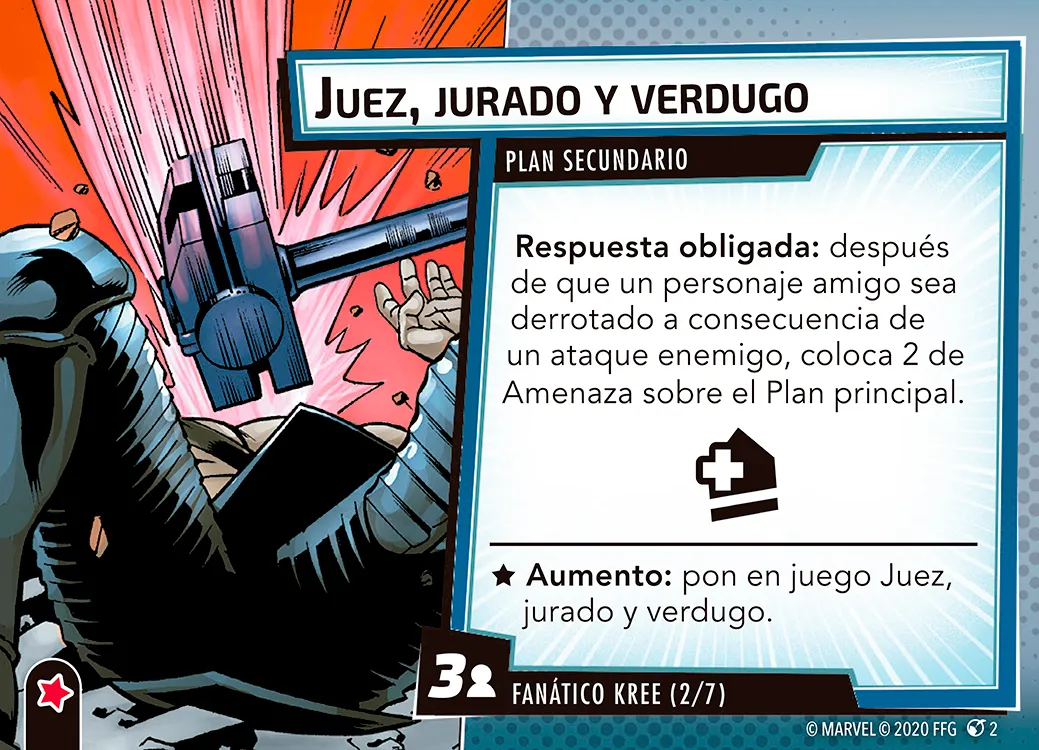 Juez, jurado y verdugo
PLAN SECUNDARIO
Respuesta obligada: después
de que un personaje amigo sea
derrotado a consecuencia de
un ataque enemigo, coloca 2 de
Amenaza sobre el Plan principal.
Aumento: pon en juego Juez,
jurado y verdugo.
3
FANÁTICO KREE (2/7)
© MARVEL © 2020 FFG 2